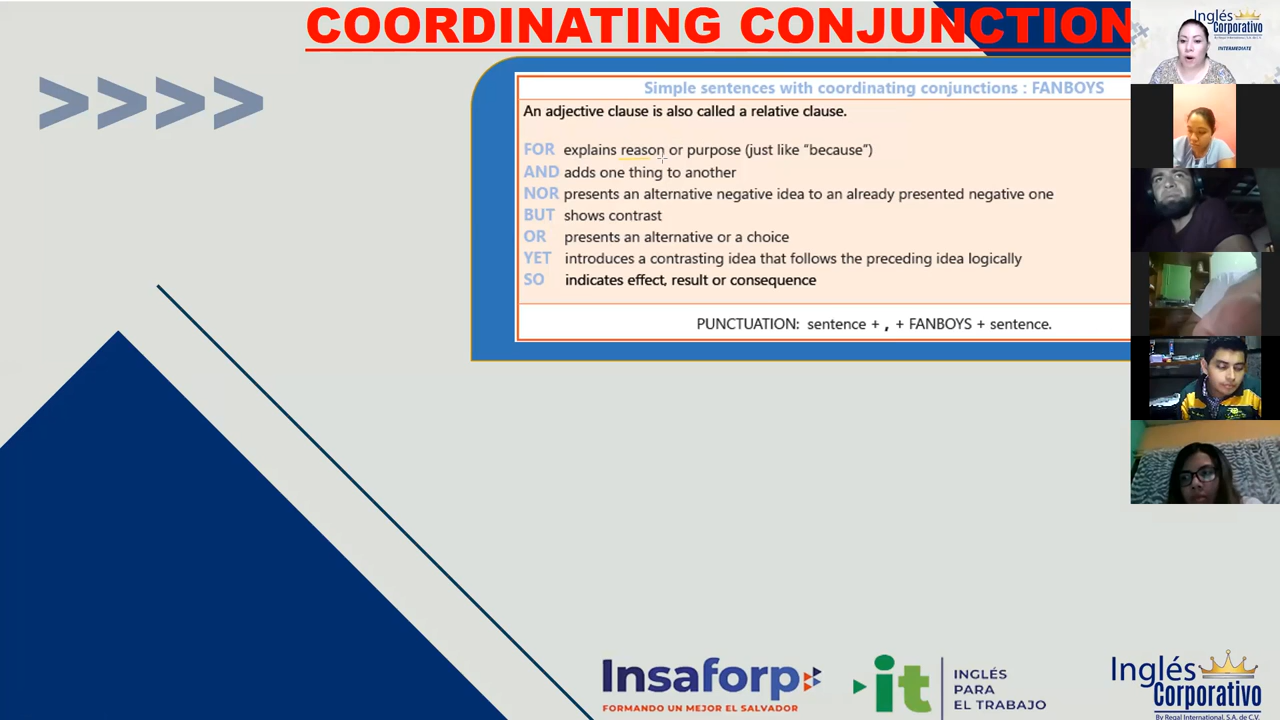 COORDINATING CONJUNCTION
Simple sentences with coordinating conjunctions : FANBOYS
An adjective clause is also called a relative clause.
FOR explains reason or purpose (just like “because”)
AND adds one thing to another
NOR presents an alternative negative idea to an already presented negative one
BUT shows contrast
OR presents an alternative or a choice
YET introduces a contrasting idea that follows the preceding idea logically
SO indicates effect, result or consequence
PUNCTUATION: sentence + , + FANBOYS + sentence.
Inglés
Corporativo
By Regal International, S.A. de C.V.
INTERMEDIATE
Insaforp
FORMANDO UN MEJOR EL SALVADOR
it
INGLÉS
PARA
EL TRABAJO
Inglés
Corporativo
By Regal International, S.A. de C.V.